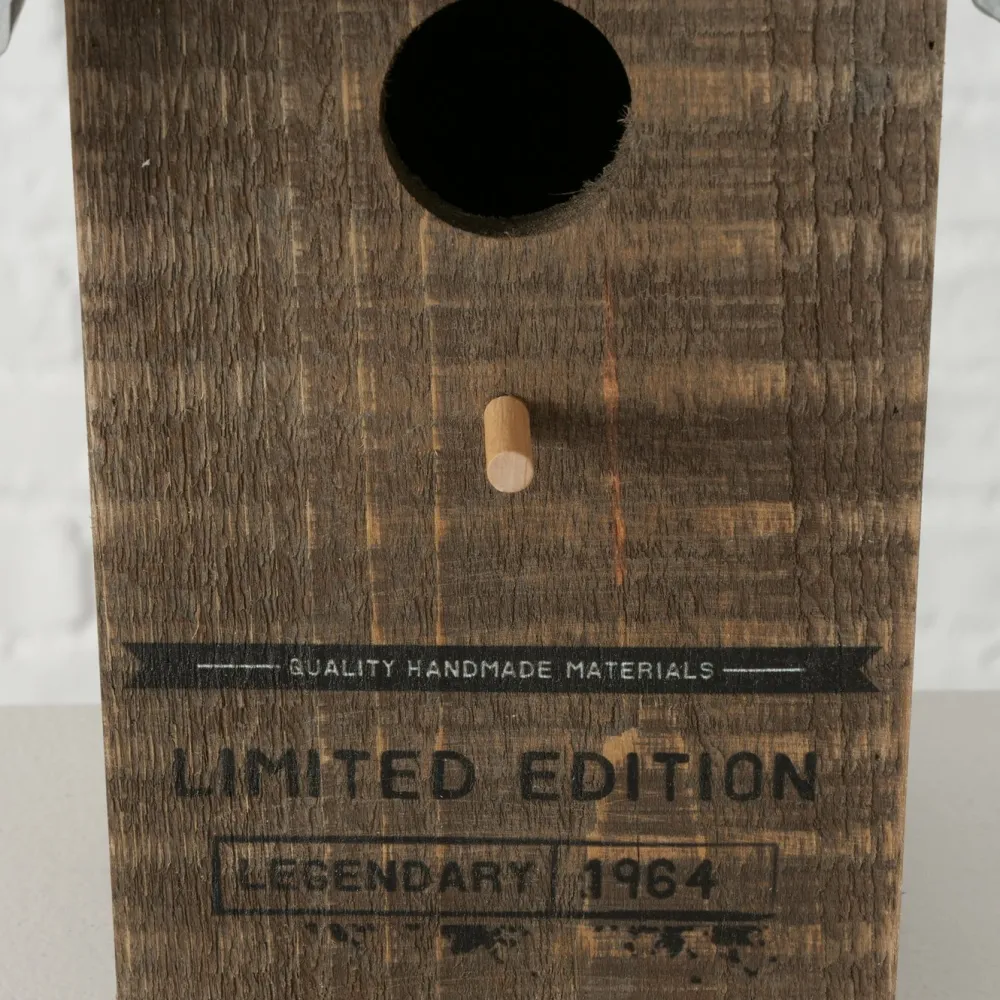 QUALITY HANDMADE MATERIALS
LIMITED EDITION
LEGENDARY 1964